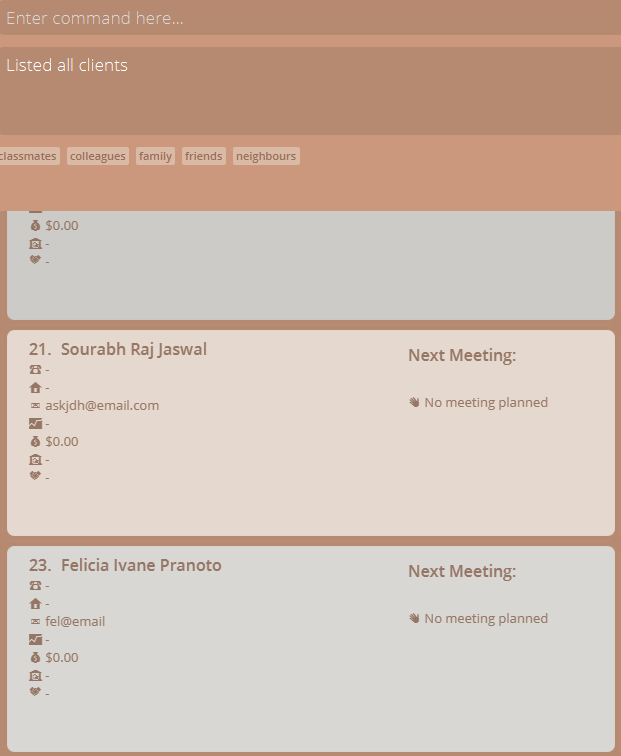 Enter command here...
Listed all clients
classmates colleagues family friends neighbours
$0.00
-
-
21. Sourabh Raj Jaswal
Next Meeting:
-
-
askjdh@email.com
No meeting planned
-
$0.00
-
-
23. Felicia Ivane Pranoto
Next Meeting:
-
-
fel@email
No meeting planned
-
$0.00
-
-